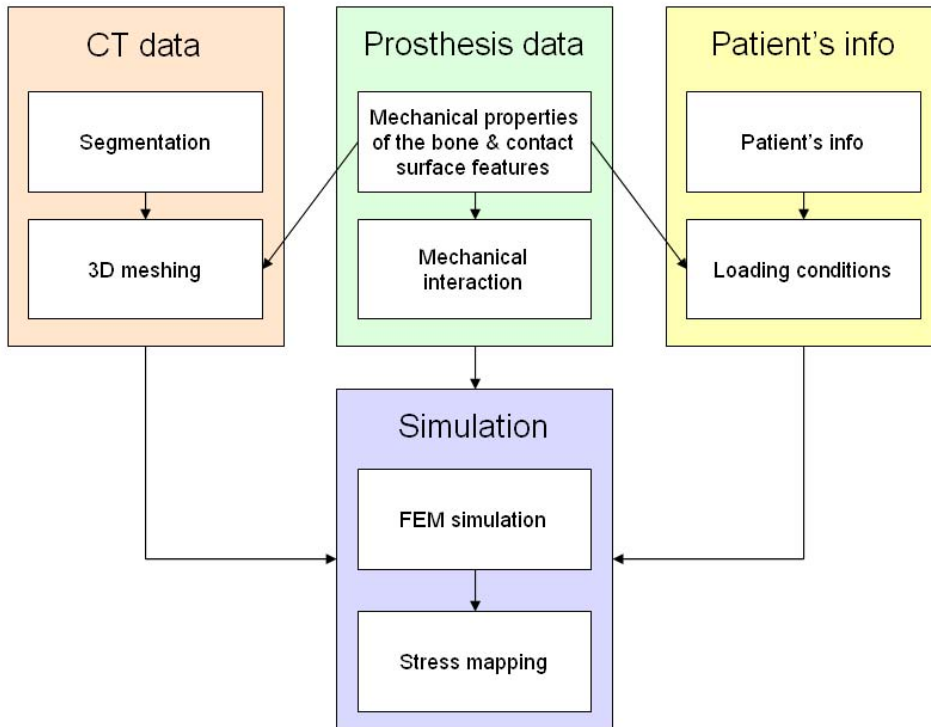 CT data
Segmentation
3D meshing
Prosthesis data
Mechanical properties
of the bone & contact
surface features
Mechanical
interaction
Patient's info
Patient's info
Loading conditions
Simulation
FEM simulation
Stress mapping